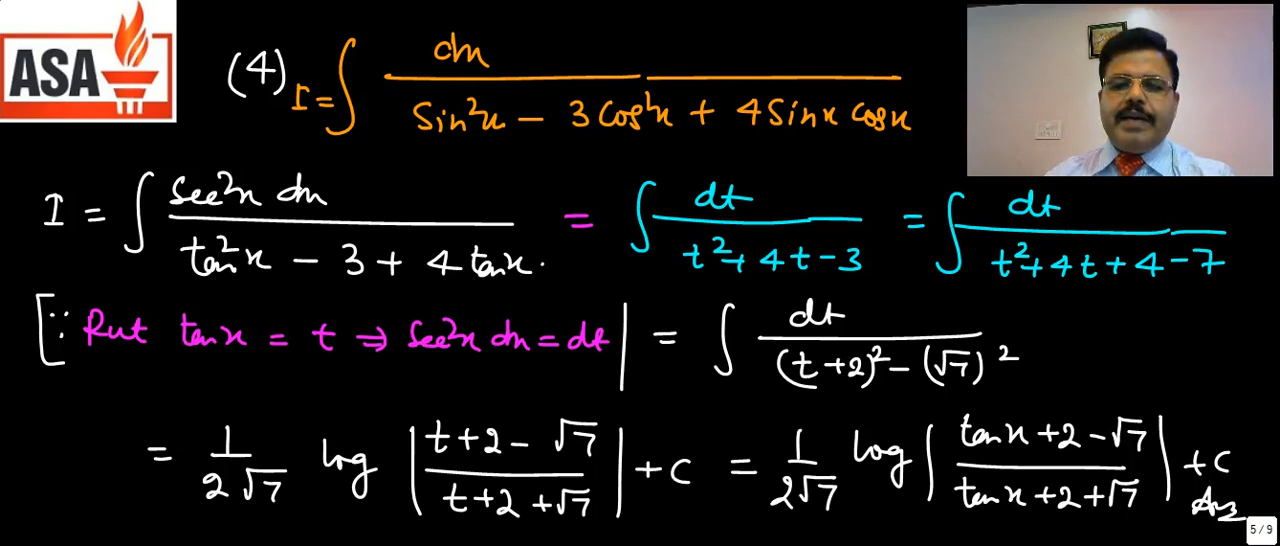 ASA
(4) I = ∫ dx / (Sin²x − 3Cos²x + 4Sinx cosx)
I = ∫ Sec²x dx / (tan²x − 3 + 4tanx.) = ∫ dt / (t² + 4t − 3) = ∫ dt / (t² + 4t + 4 − 7)
[∵ Put tanx = t ⇒ Sec²x dx = dt | = ∫ dt / ((t + 2)² − (√7)²)
= 1 / (2√7) log |(t + 2 − √7) / (t + 2 + √7)| + C = 1 / (2√7) log |(tanx + 2 − √7) / (tanx + 2 + √7)| + C
Ans
5/9